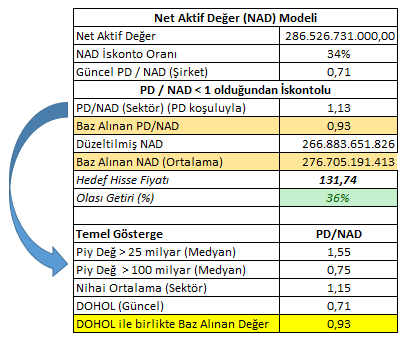 Net Aktif Değer (NAD) Modeli
Net Aktif Değer 286.526.731.000,00
NAD İskonto Oranı 34%
Güncel PD / NAD (Şirket) 0,71
PD / NAD < 1 olduğundan İskontolu
PD/NAD (Sektör) (PD koşuluyla) 1,13
Baz Alınan PD/NAD 0,93
Düzeltilmiş NAD 266.883.651.826
Baz Alınan NAD (Ortalama) 276.705.191.413
Hedef Hisse Fiyatı 131,74
Olası Getiri (%) 36%
Temel Gösterge PD/NAD
Piy Değ > 25 milyar (Medyan) 1,55
Piy Değ > 100 milyar (Medyan) 0,75
Nihai Ortalama (Sektör) 1,15
DOHOL (Güncel) 0,71
DOHOL ile birlikte Baz Alınan Değer 0,93